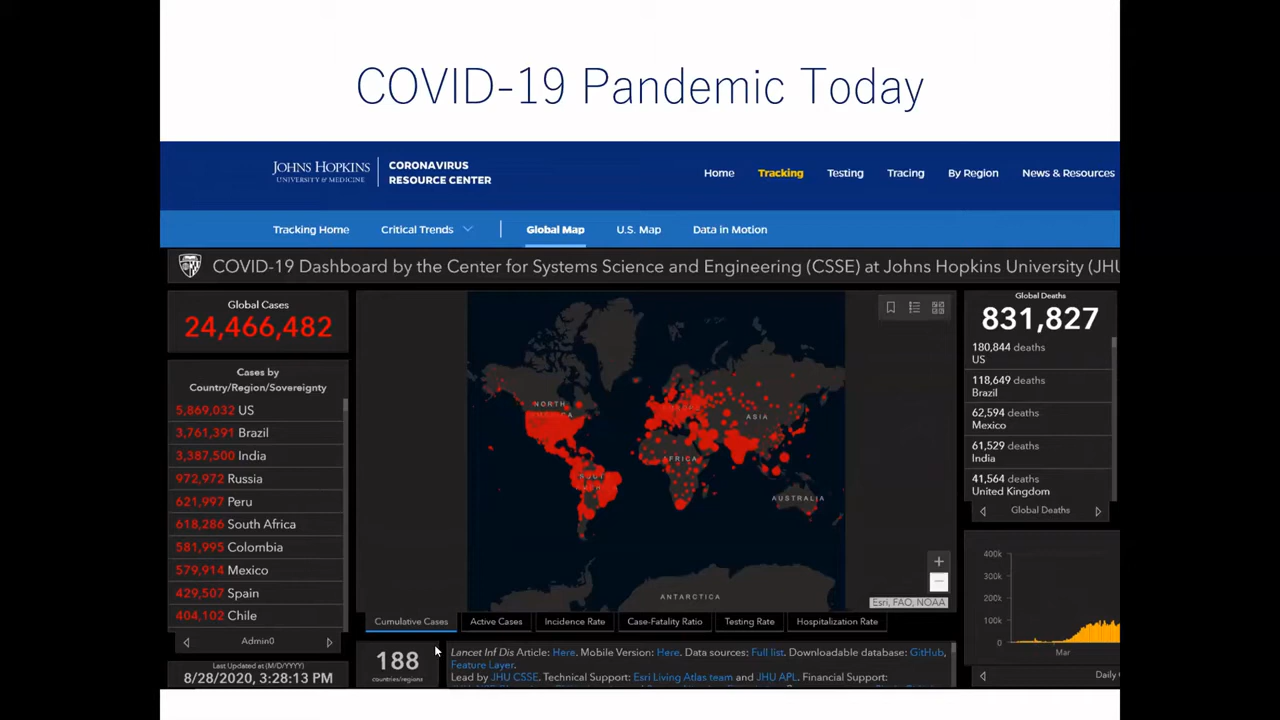 COVID-19 Pandemic Today
JOHNS HOPKINS
UNIVERSITY & MEDICINE
CORONAVIRUS
RESOURCE CENTER
Home
Tracking
Testing
Tracing
By Region
News & Resources
Tracking Home
Critical Trends
Global Map
U.S. Map
Data in Motion
COVID-19 Dashboard by the Center for Systems Science and Engineering (CSSE) at Johns Hopkins University (JHU
Global Cases
24,466,482
Cases by
Country/Region/Sovereignty
5,869,032 US
3,761,391 Brazil
3,387,500 India
972,972 Russia
621,997 Peru
618,286 South Africa
581,995 Colombia
579,914 Mexico
429,507 Spain
404,102 Chile
Admin0
Last Updated at (M/D/YYYY)
8/28/2020, 3:28:13 PM
NORTH
ASIA
AFRICA
AUSTRALIA
ANTARCTICA
+
Esri, FAO, NOAA
Cumulative Cases
Active Cases
Incidence Rate
Case-Fatality Ratio
Testing Rate
Hospitalization Rate
188
countries/regions
Lancet Inf Dis Article: Here. Mobile Version: Here. Data sources: Full list. Downloadable database: GitHub,
Feature Layer.
Lead by JHU CSSE. Technical Support: Esri Living Atlas team and JHU APL. Financial Support:
Global Deaths
831,827
180,844 deaths
US
118,649 deaths
Brazil
62,594 deaths
Mexico
61,529 deaths
India
41,564 deaths
United Kingdom
Global Deaths
400k
300k
200k
100k
0
Mar
Daily